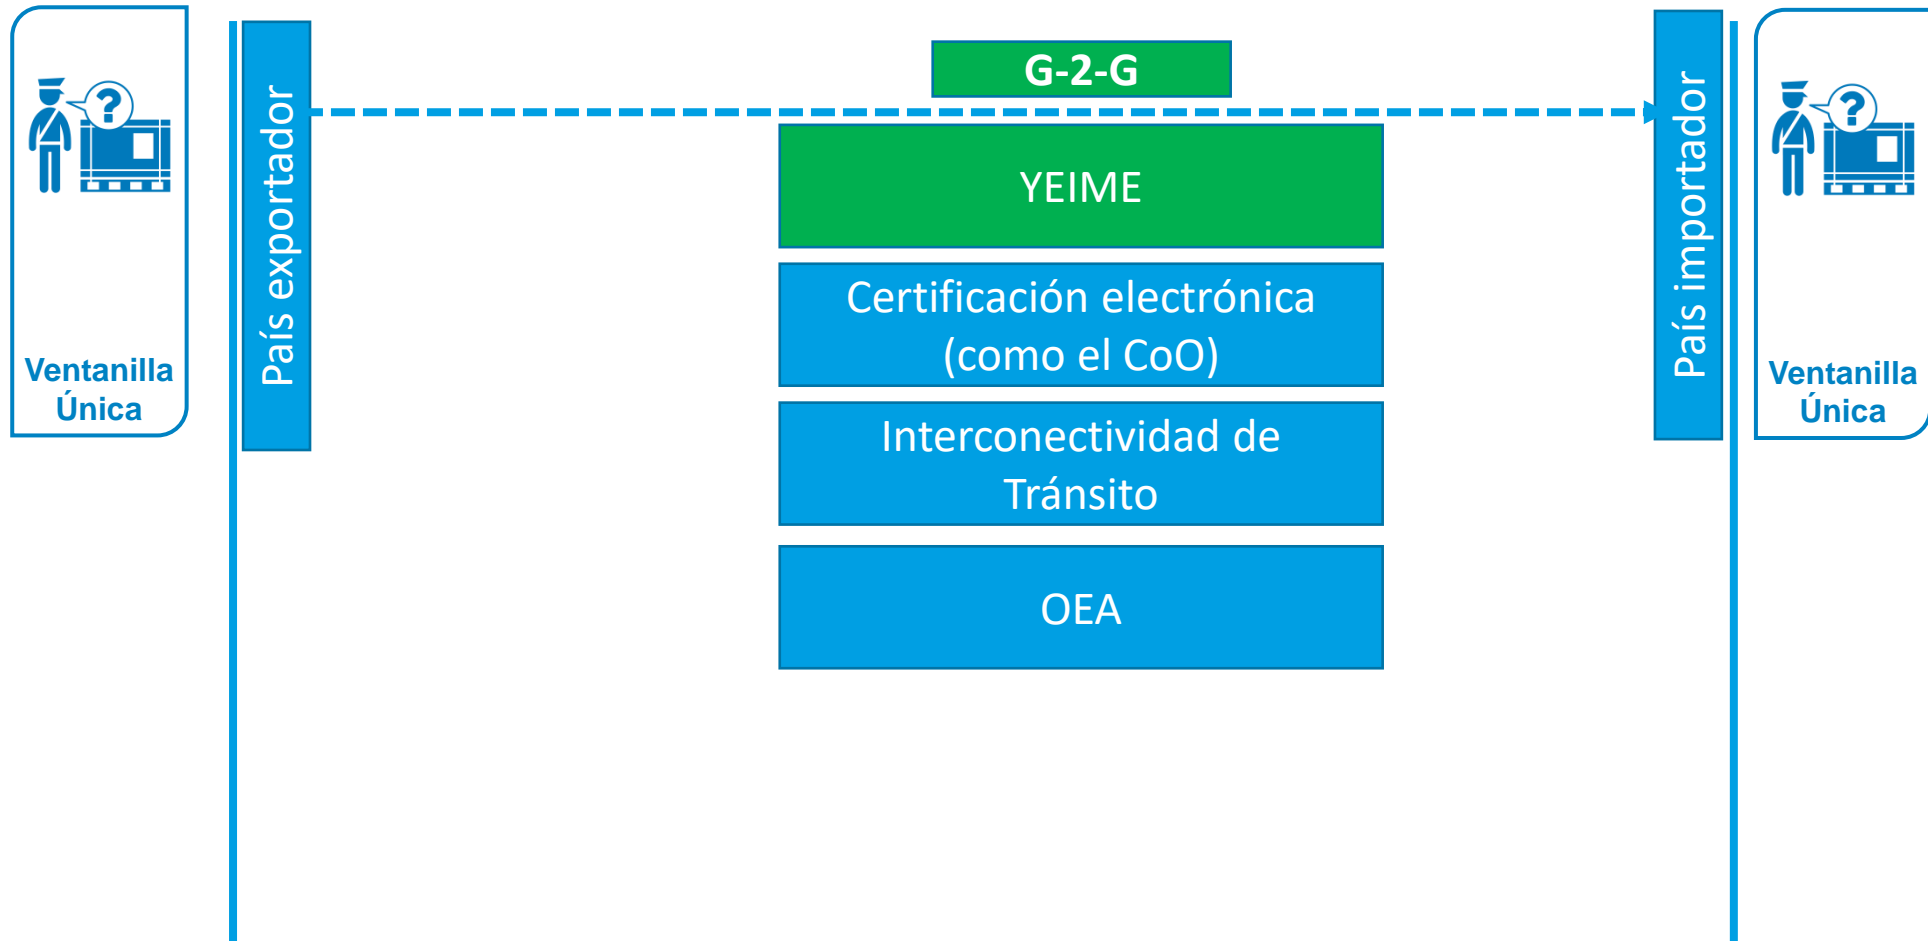 ?
Ventanilla
Única
País exportador
G-2-G
YEIME
Certificación electrónica
(como el CoO)
Interconectividad de
Tránsito
OEA
País importador
?
Ventanilla
Única